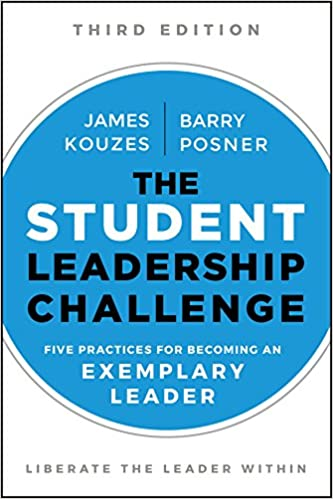 THIRD EDITION
JAMES KOUZES
BARRY POSNER
THE
STUDENT
LEADERSHIP
CHALLENGE
FIVE PRACTICES FOR BECOMING AN
EXEMPLARY
LEADER
LIBERATE THE LEADER WITHIN